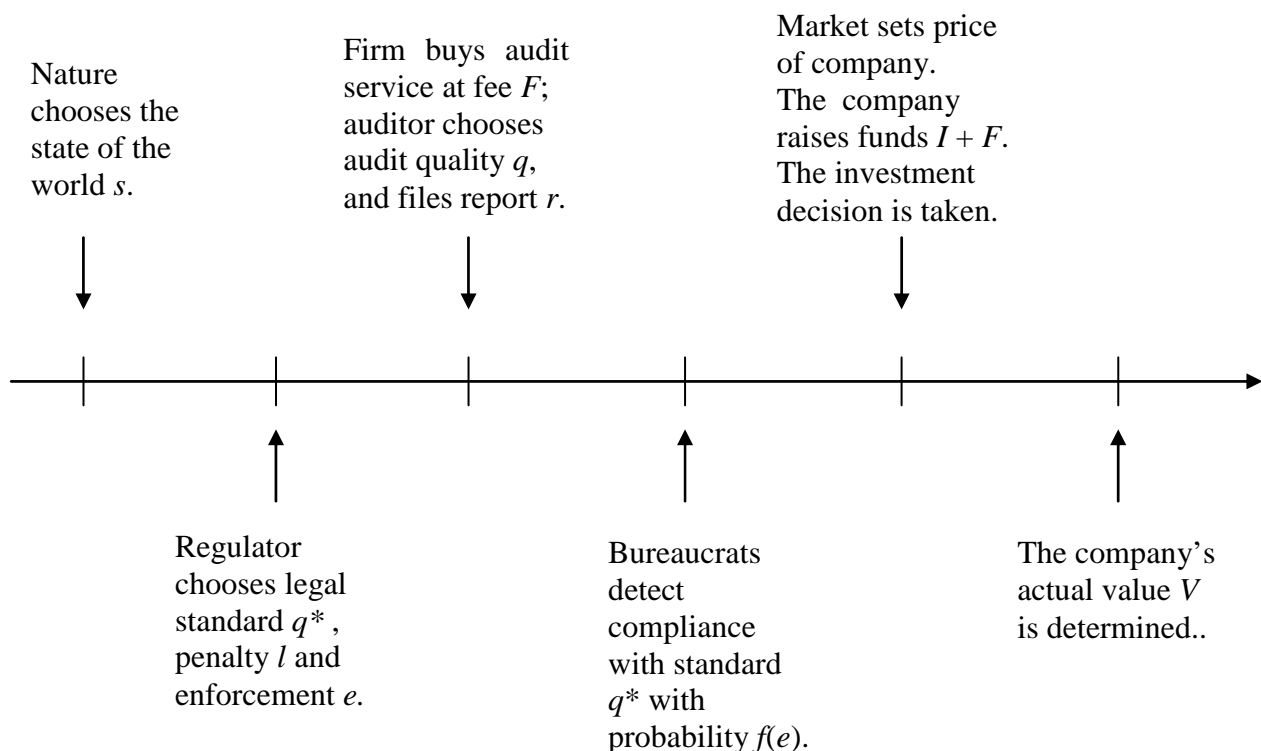 Nature
chooses the
state of the
world s.
Firm buys audit
service at fee F;
auditor chooses
audit quality q,
and files report r.
Market sets price
of company.
The company
raises funds I + F.
The investment
decision is taken.
Regulator
chooses legal
standard q* ,
penalty l and
enforcement e.
Bureaucrats
detect
compliance
with standard
q* with
probability f(e).
The company’s
actual value V
is determined..